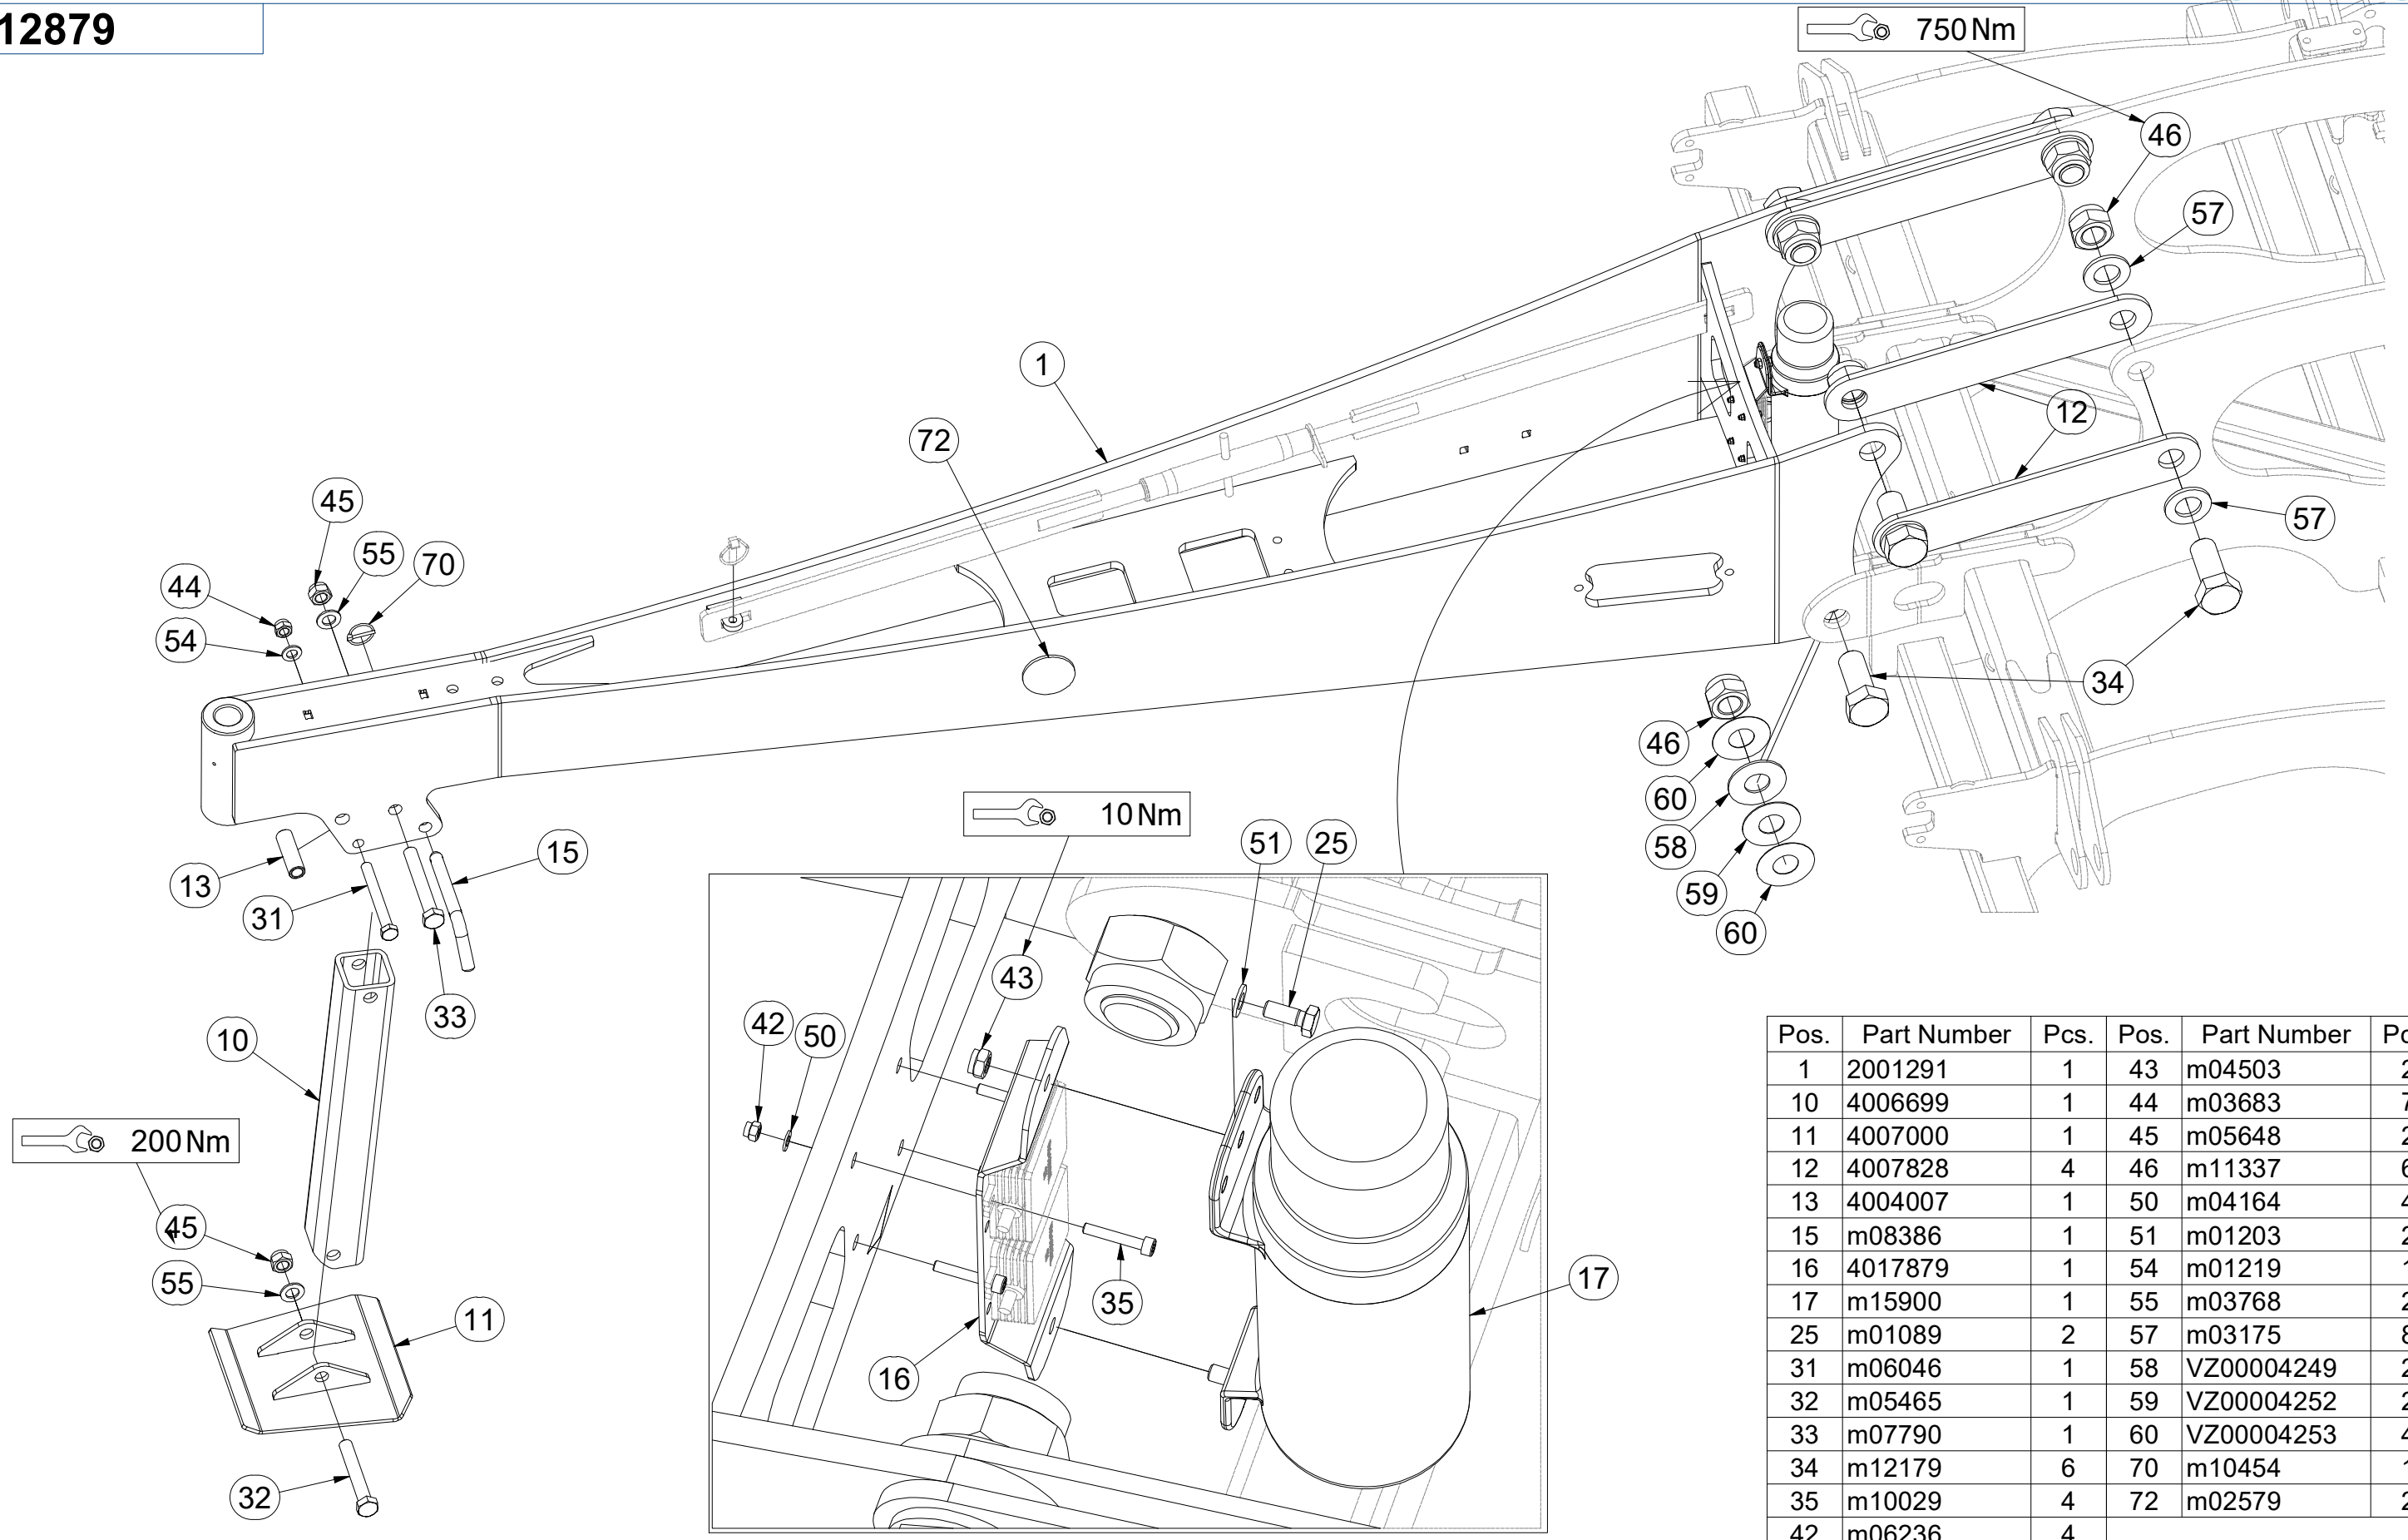 12879
750 Nm
46
57
1
12
72
45
55
70
44
54
57
34
46
60
58
59
60
10 Nm
15
13
31
33
51
25
43
42
50
10
200 Nm
45
55
11
35
17
16
32
Pos. Part Number Pcs. Pos. Part Number
1 2001291 1 43 m04503
10 4006699 1 44 m03683
11 4007000 1 45 m05648
12 4007828 4 46 m11337
13 4004007 1 50 m04164
15 m08386 1 51 m01203
16 4017879 1 54 m01219
17 m15900 1 55 m03768
25 m01089 2 57 m03175
31 m06046 1 58 VZ00004249
32 m05465 1 59 VZ00004252
33 m07790 1 60 VZ00004253
34 m12179 6 70 m10454
35 m10029 4 72 m02579
42 m06236 4